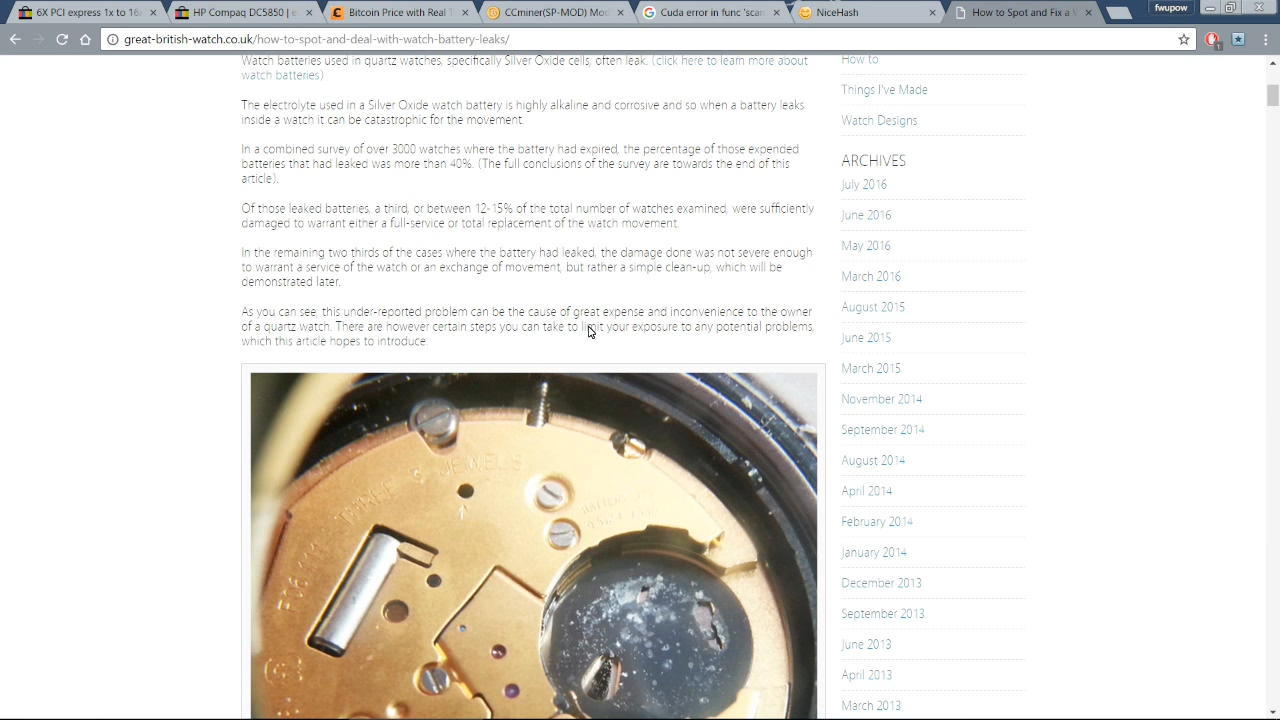 6X PCI express 1x to 16x
HP Compaq DC5850 | e
Bitcoin Price with Real T
CCminer(SP-MOD) Mod
Cuda error in func 'scan
NiceHash
How to Spot and Fix a W
fwupow
great-british-watch.co.uk/how-to-spot-and-deal-with-watch-battery-leaks/
Watch batteries used in quartz watches, specifically Silver Oxide cells, often leak. (click here to learn more about
watch batteries)
The electrolyte used in a Silver Oxide watch battery is highly alkaline and corrosive and so when a battery leaks
inside a watch it can be catastrophic for the movement.
In a combined survey of over 3000 watches where the battery had expired, the percentage of those expended
batteries that had leaked was more than 40%. (The full conclusions of the survey are towards the end of this
article).
Of those leaked batteries, a third, or between 12-15% of the total number of watches examined, were sufficiently
damaged to warrant either a full-service or total replacement of the watch movement.
In the remaining two thirds of the cases where the battery had leaked, the damage done was not severe enough
to warrant a service of the watch or an exchange of movement, but rather a simple clean-up, which will be
demonstrated later.
As you can see, this under-reported problem can be the cause of great expense and inconvenience to the owner
of a quartz watch. There are however certain steps you can take to limit your exposure to any potential problems,
which this article hopes to introduce.
THREE 3 JEWELS
How to
Things I've Made
Watch Designs
ARCHIVES
July 2016
June 2016
May 2016
March 2016
August 2015
June 2015
March 2015
November 2014
September 2014
August 2014
April 2014
February 2014
January 2014
December 2013
September 2013
June 2013
April 2013
March 2013